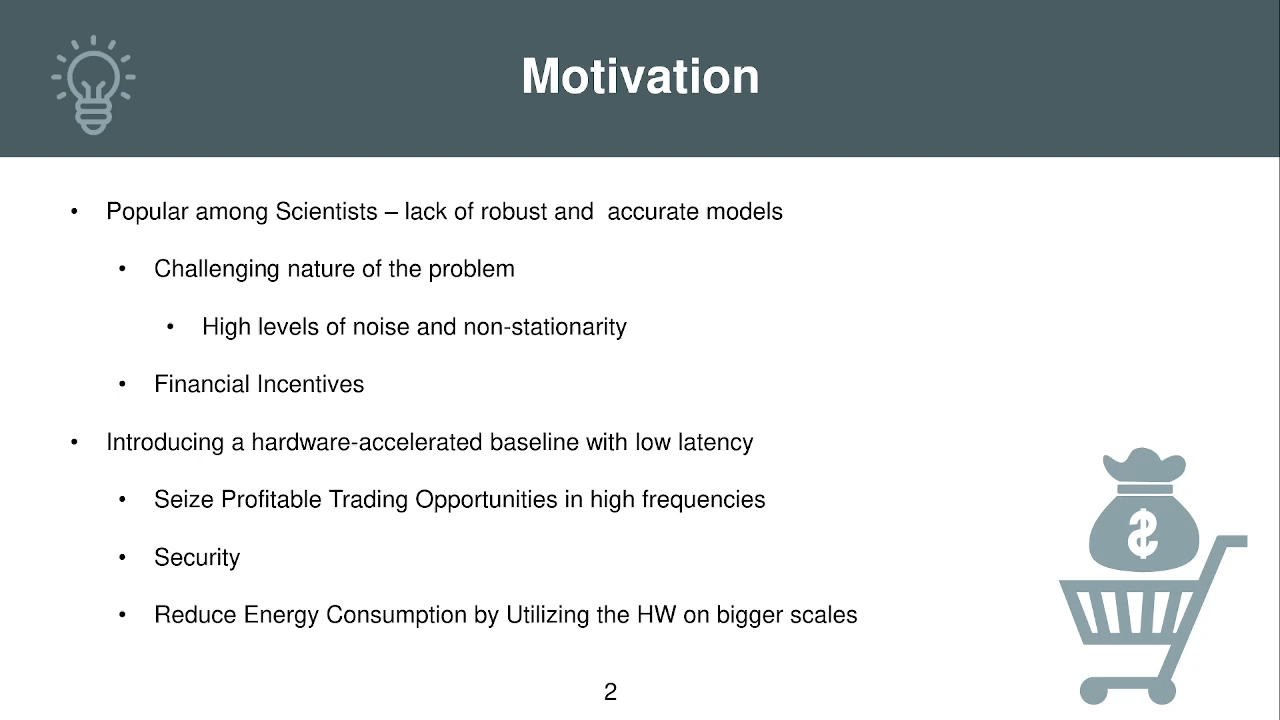 Motivation
• Popular among Scientists – lack of robust and  accurate models
• Challenging nature of the problem
• High levels of noise and non-stationarity
• Financial Incentives
• Introducing a hardware-accelerated baseline with low latency
• Seize Profitable Trading Opportunities in high frequencies
• Security
• Reduce Energy Consumption by Utilizing the HW on bigger scales
$
2